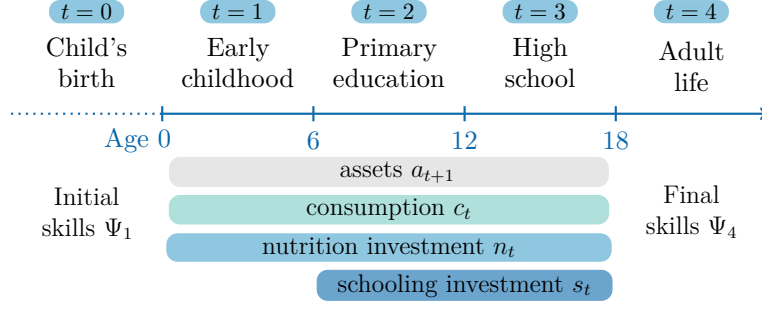 t = 0 t = 1 t = 2 t = 3 t = 4
Child's Early Primary High Adult
birth childhood education school life
Age 0 6 12 18
assets a_{t+1}
Initial
skills Ψ_1
consumption c_t
Final
skills Ψ_4
nutrition investment n_t
schooling investment s_t